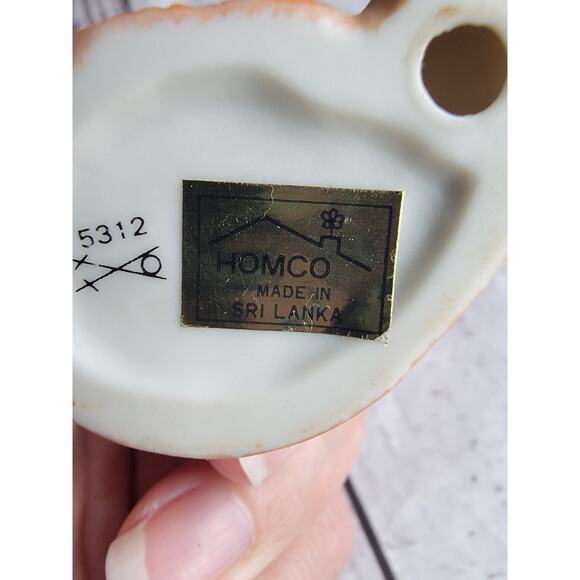 5312
HOMCO
MADE IN
SRI LANKA